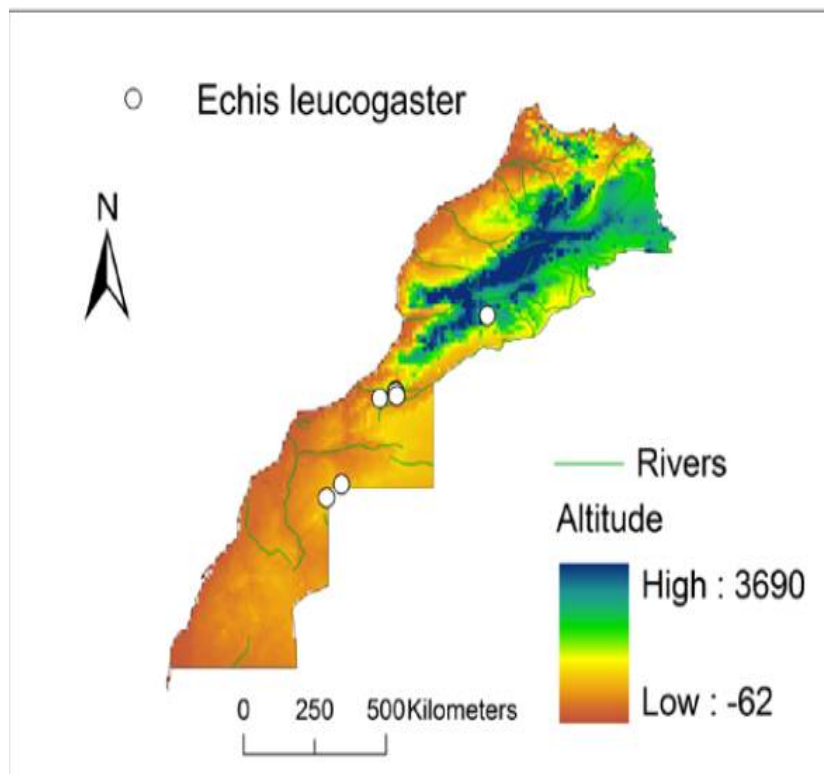 Echis leucogaster
N
Rivers
Altitude
High : 3690
Low : -62
0 250 500Kilometers